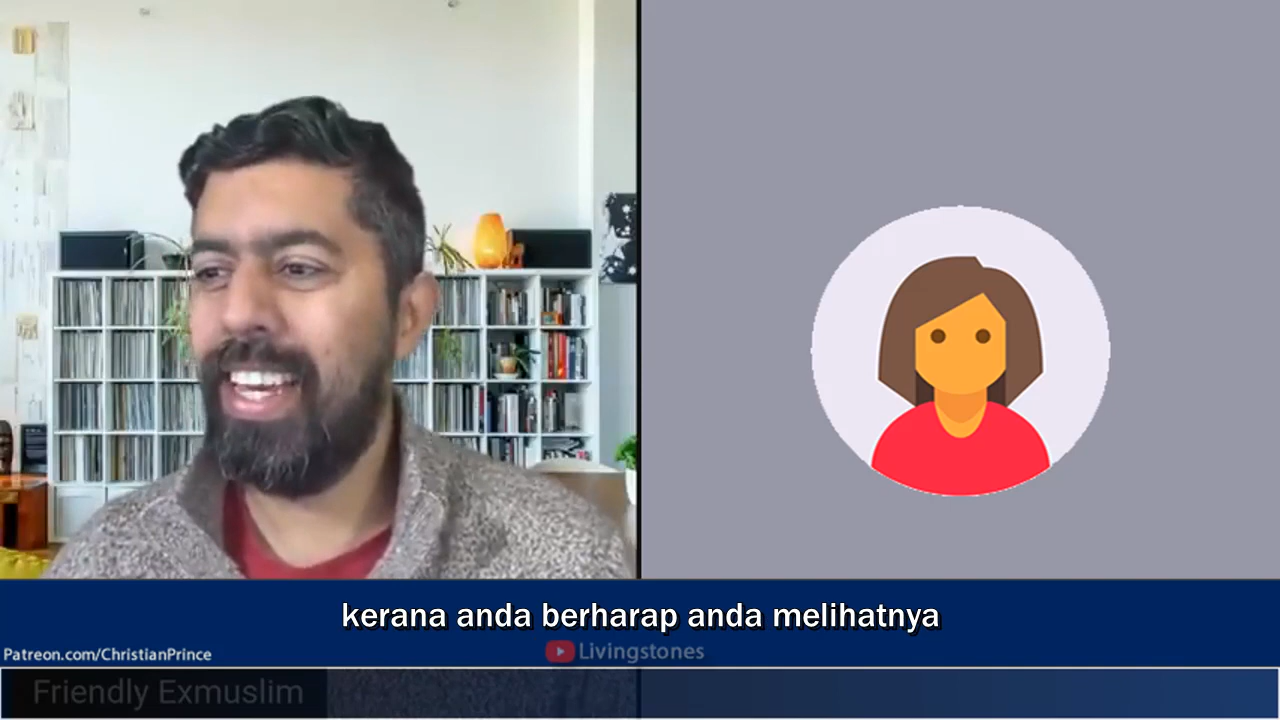 kerana anda berharap anda melihatnya
Patreon.com/ChristianPrince
Livingstones
Friendly Exmuslim